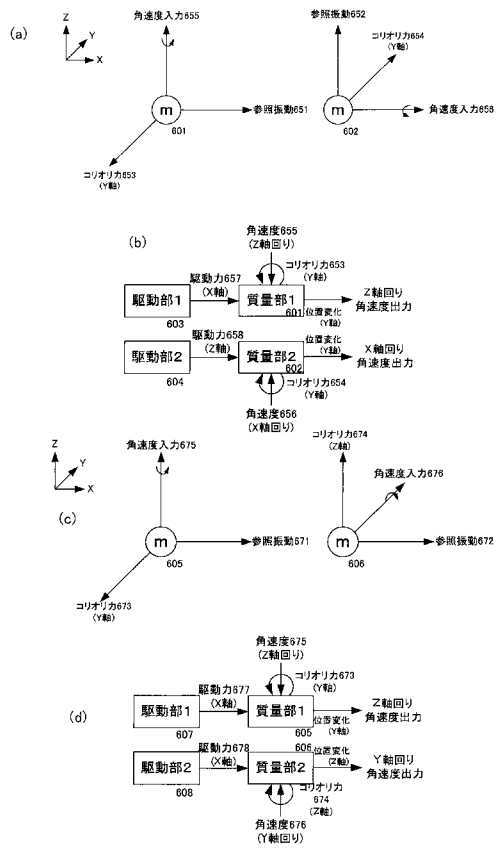 (a)
Z
Y
X
角速度入力655
m
601
参照振動651
コリオリカ653
(Y軸)
参照振動652
コリオリカ654
(Y軸)
m
602
角速度入力656
(b)
角速度655
(Z軸回り)
コリオリカ653
(Y軸)
駆動部1
603
駆動力657
(X軸)
質量部1
601
位置変化
(Y軸)
Z軸回り
角速度出力
駆動部2
604
駆動力658
(Z軸)
質量部2
602
位置変化
(Y軸)
X軸回り
角速度出力
コリオリカ654
(Y軸)
角速度656
(X軸回り)
(c)
Z
Y
X
角速度入力675
m
605
参照振動671
コリオリカ673
(Y軸)
コリオリカ674
(Z軸)
角速度入力676
m
606
参照振動672
(d)
角速度675
(Z軸回り)
コリオリカ673
(Y軸)
駆動部1
607
駆動力677
(X軸)
質量部1
605
位置変化
(Y軸)
Z軸回り
角速度出力
駆動部2
608
駆動力678
(X軸)
606
質量部2
位置変化
(Z軸)
Y軸回り
角速度出力
コリオリカ
674
(Z軸)
角速度676
(Y軸回り)